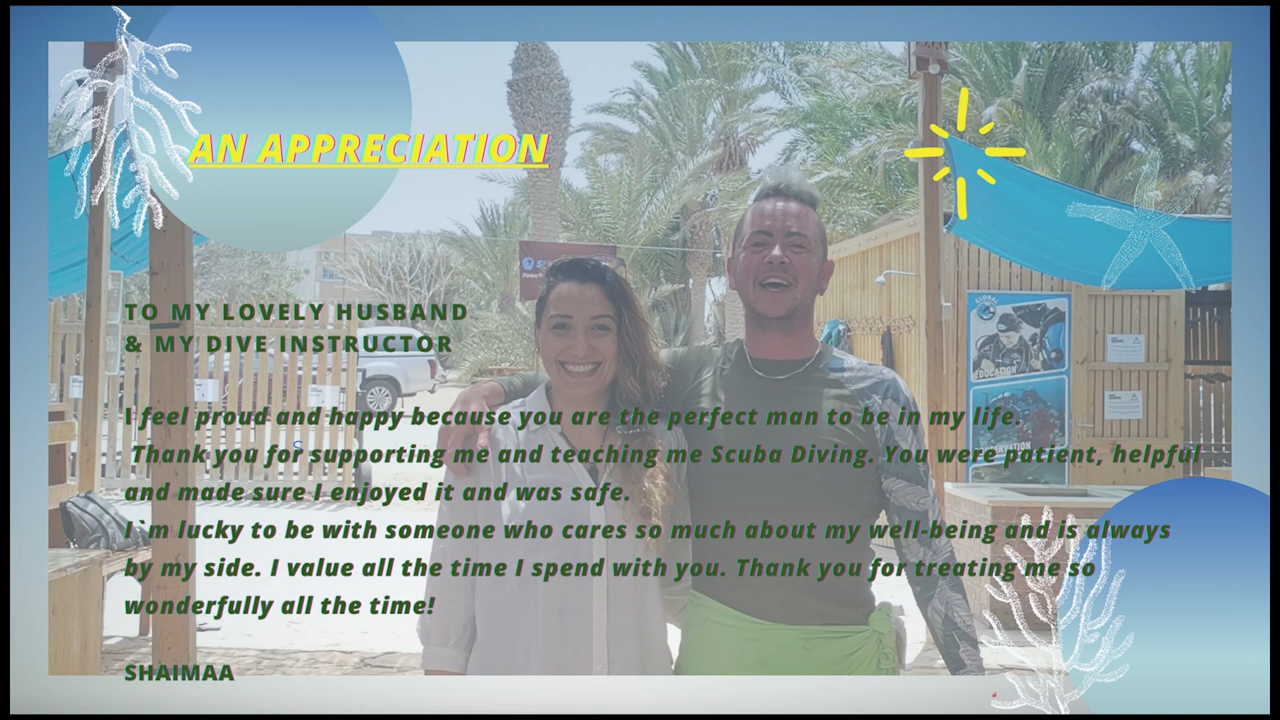 AN APPRECIATION
TO MY LOVELY HUSBAND
& MY DIVE INSTRUCTOR
I feel proud and happy because you are the perfect man to be in my life.
Thank you for supporting me and teaching me Scuba Diving. You were patient, helpful
and made sure I enjoyed it and was safe.
I`m lucky to be with someone who cares so much about my well-being and is always
by my side. I value all the time I spend with you. Thank you for treating me so
wonderfully all the time!
SHAIMAA
GLOBAL
EDUCATION